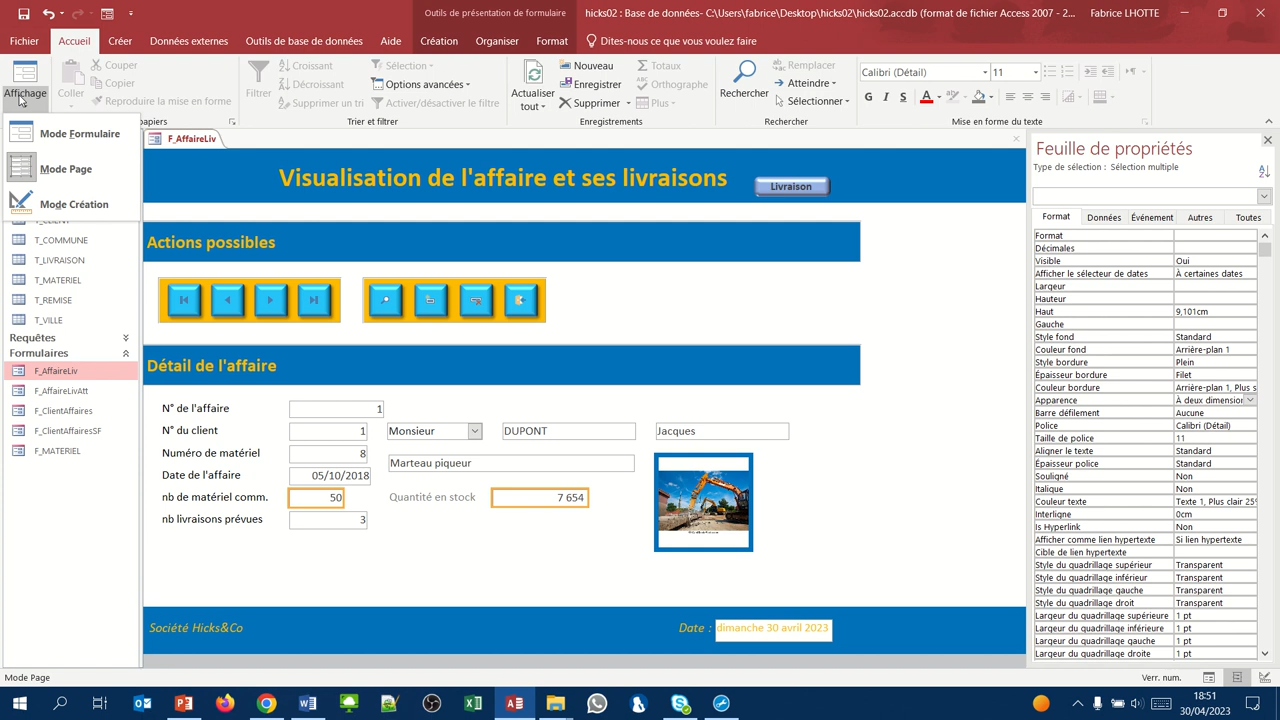 Outils de présentation de formulaire
hicks02 : Base de données- C:\Users\fabrice\Desktop\hicks02\hicks02.accdb (format de fichier Access 2007 - 2...
Fabrice LHOTTE
Fichier Accueil Créer Données externes Outils de base de données Aide Création Organiser Format Dites-nous ce que vous voulez faire
Affichage
Coller
Couper
Copier
Reproduire la mise en forme
Filtrer
Croissant
Décroissant
Supprimer un tri
Sélection
Options avancées
Activer/désactiver le filtre
Trier et filtrer
Actualiser
tout
Nouveau
Enregistrer
Supprimer
Totaux
Orthographe
Plus
Enregistrements
Rechercher
Remplacer
Atteindre
Sélectionner
Rechercher
Calibri (Détail) 11
G I S
Mise en forme du texte
papiers
Mode Formulaire
Mode Page
Mode Création
T_COMMUNE
T_LIVRAISON
T_MATERIEL
T_REMISE
T_VILLE
Requêtes
Formulaires
F_AffaireLiv
F_AffaireLivAtt
F_ClientAffaires
F_ClientAffairesSF
F_MATERIEL
F_AffaireLiv
Visualisation de l'affaire et ses livraisons
Livraison
Actions possibles
Détail de l'affaire
N° de l'affaire 1
N° du client 1 Monsieur DUPONT Jacques
Numéro de matériel 8 Marteau piqueur
Date de l'affaire 05/10/2018
nb de matériel comm. 50 Quantité en stock 7 654
nb livraisons prévues 3
Société Hicks&Co
Date : dimanche 30 avril 2023
Feuille de propriétés
Type de sélection : Sélection multiple
Format Données Événement Autres Toutes
Format
Décimales
Visible Oui
Afficher le sélecteur de dates À certaines dates
Largeur
Hauteur
Haut 9,101cm
Gauche
Style fond Standard
Couleur fond Arrière-plan 1
Style bordure Plein
Épaisseur bordure Filet
Couleur bordure Arrière-plan 1, Plus s
Apparence À deux dimension
Barre défilement Aucune
Police Calibri (Détail)
Taille de police 11
Aligner le texte Standard
Épaisseur police Standard
Souligné Non
Italique Non
Couleur texte Texte 1, Plus clair 25%
Interligne 0cm
Is Hyperlink Non
Afficher comme lien hypertexte Si lien hypertexte
Cible de lien hypertexte
Style du quadrillage supérieur Transparent
Style du quadrillage inférieur Transparent
Style du quadrillage gauche Transparent
Style du quadrillage droit Transparent
Largeur du quadrillage supérieure 1 pt
Largeur du quadrillage inférieure 1 pt
Largeur du quadrillage gauche 1 pt
Largeur du quadrillage droite 1 pt
Mode Page
Verr. num.
18:51
30/04/2023